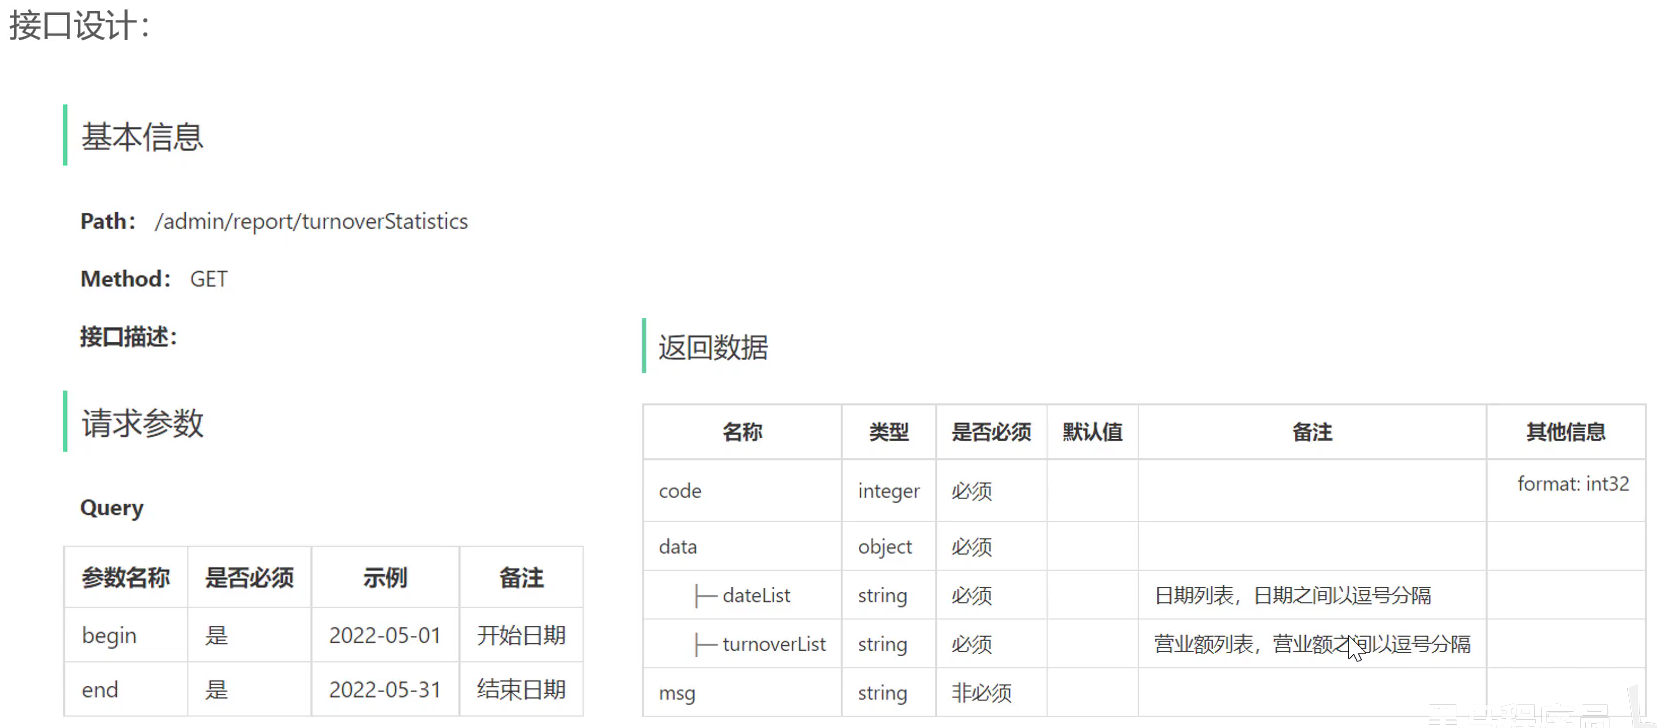 接口设计：
基本信息
Path： /admin/report/turnoverStatistics
Method： GET
接口描述：
请求参数
Query
参数名称 是否必须 示例 备注
begin 是 2022-05-01 开始日期
end 是 2022-05-31 结束日期
返回数据
名称 类型 是否必须 默认值 备注 其他信息
code integer 必须 format: int32
data object 必须
├─ dateList string 必须 日期列表，日期之间以逗号分隔
├─ turnoverList string 必须 营业额列表，营业额之间以逗号分隔
msg string 非必须